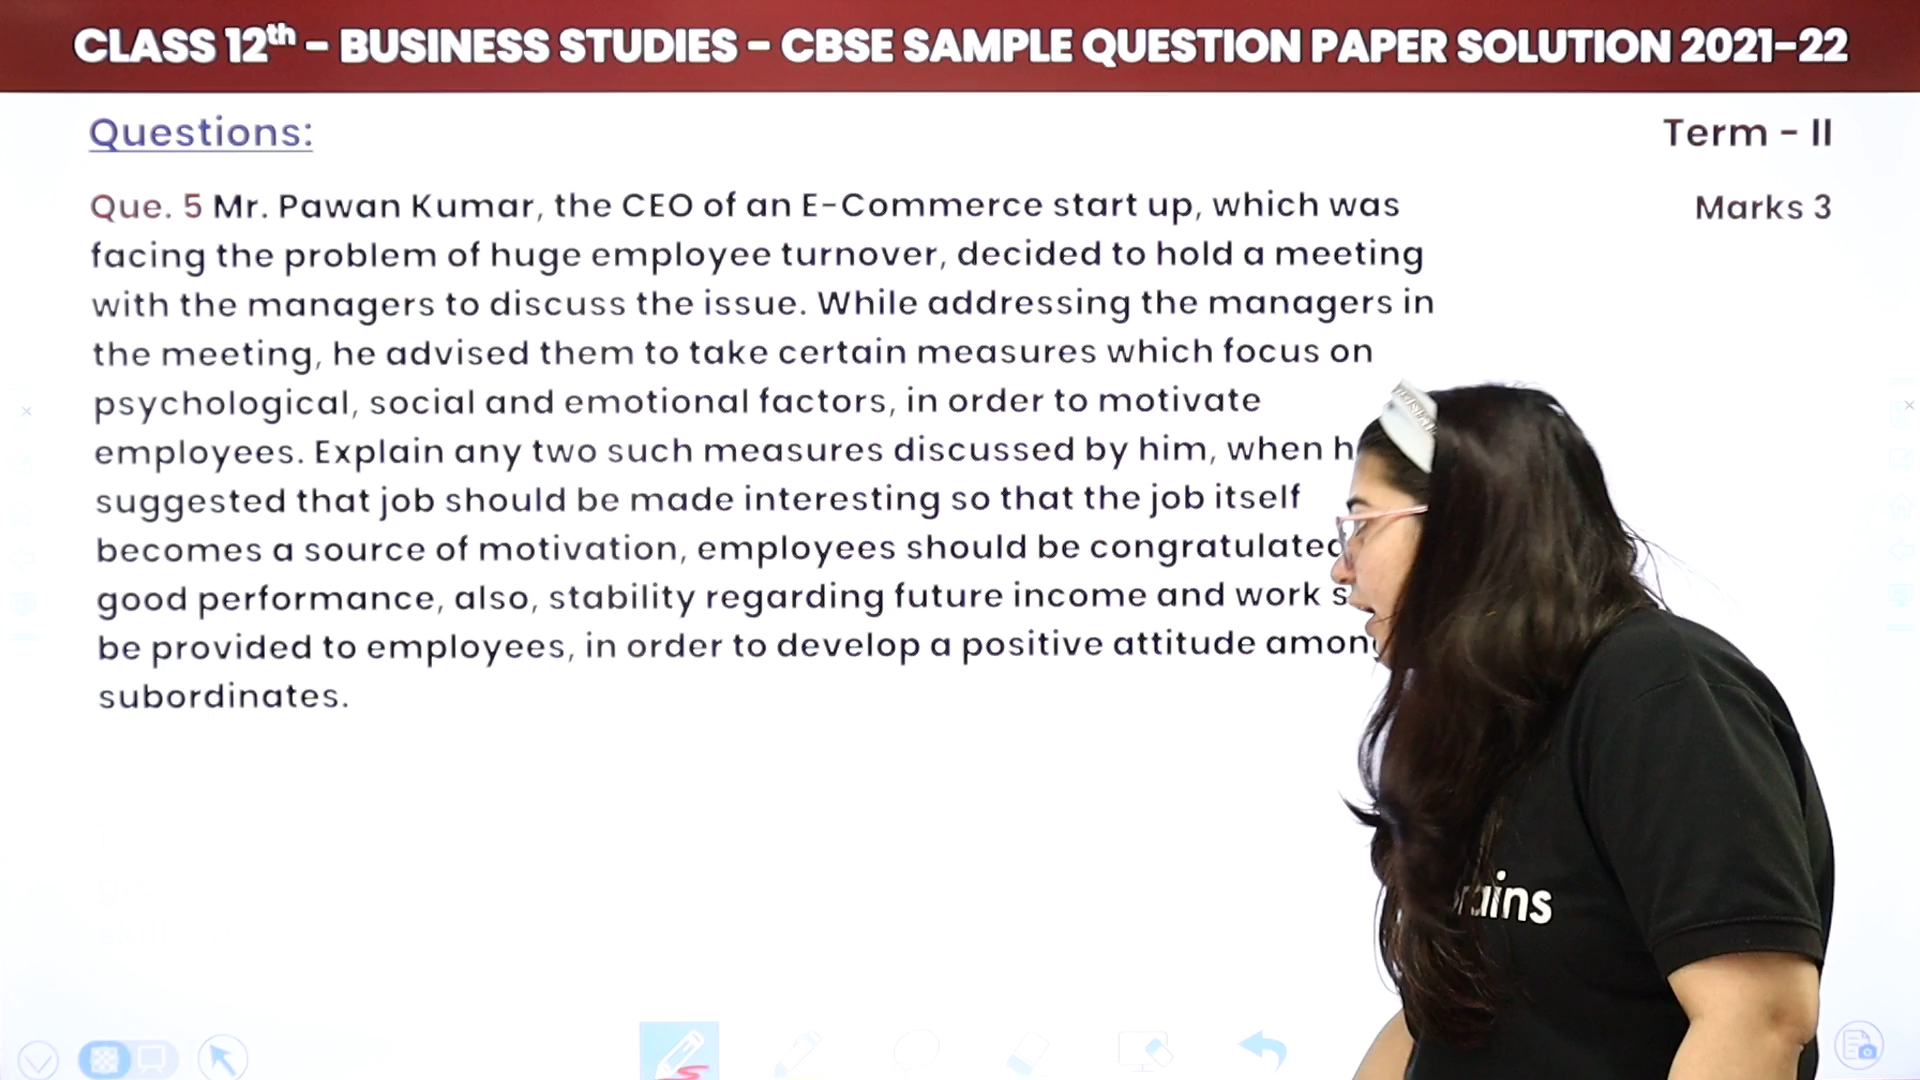 CLASS 12th – BUSINESS STUDIES – CBSE SAMPLE QUESTION PAPER SOLUTION 2021–22
Questions:
Term – II
Que. 5 Mr. Pawan Kumar, the CEO of an E-Commerce start up, which was
Marks 3
facing the problem of huge employee turnover, decided to hold a meeting
with the managers to discuss the issue. While addressing the managers in
the meeting, he advised them to take certain measures which focus on
psychological, social and emotional factors, in order to motivate
employees. Explain any two such measures discussed by him, when
suggested that job should be made interesting so that the job itself
becomes a source of motivation, employees should be congratulated
good performance, also, stability regarding future income and work
be provided to employees, in order to develop a positive attitude among
subordinates.